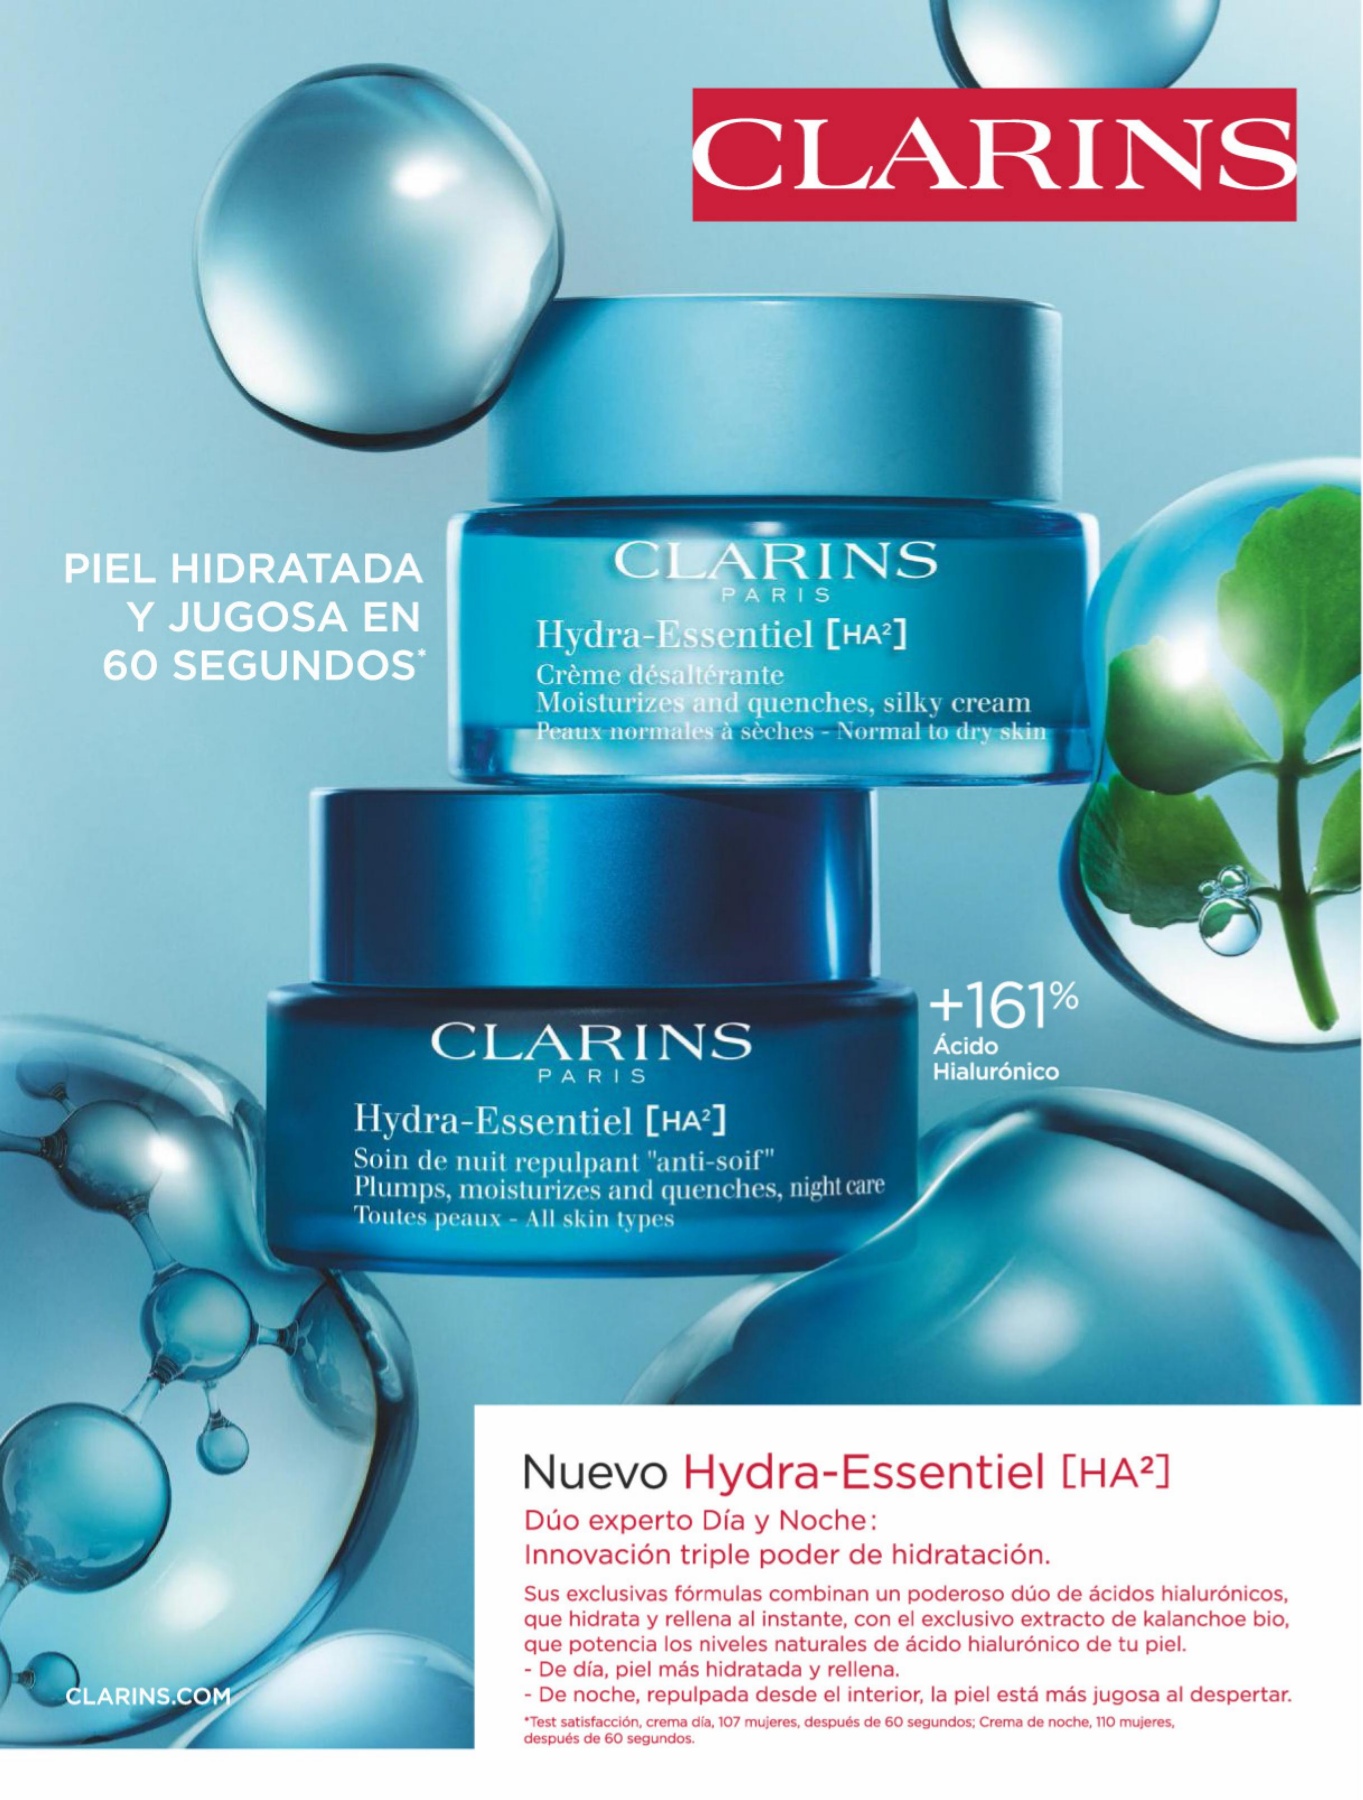 CLARINS
PIEL HIDRATADA
Y JUGOSA EN
60 SEGUNDOS*
CLARINS
PARIS
Hydra-Essentiel [HA²]
Crème désaltérante
Moisturizes and quenches, silky cream
Peaux normales à sèches - Normal to dry skin
CLARINS
PARIS
Hydra-Essentiel [HA²]
Soin de nuit repulpant "anti-soif"
Plumps, moisturizes and quenches, night care
Toutes peaux - All skin types
+161%
Ácido
Hialurónico
Nuevo Hydra-Essentiel [HA²]
Dúo experto Día y Noche:
Innovación triple poder de hidratación.
Sus exclusivas fórmulas combinan un poderoso dúo de ácidos hialurónicos,
que hidrata y rellena al instante, con el exclusivo extracto de kalanchoe bio,
que potencia los niveles naturales de ácido hialurónico de tu piel.
- De día, piel más hidratada y rellena.
- De noche, repulpada desde el interior, la piel está más jugosa al despertar.
*Test satisfacción, crema día, 107 mujeres, después de 60 segundos; Crema de noche, 110 mujeres,
después de 60 segundos.
CLARINS.COM